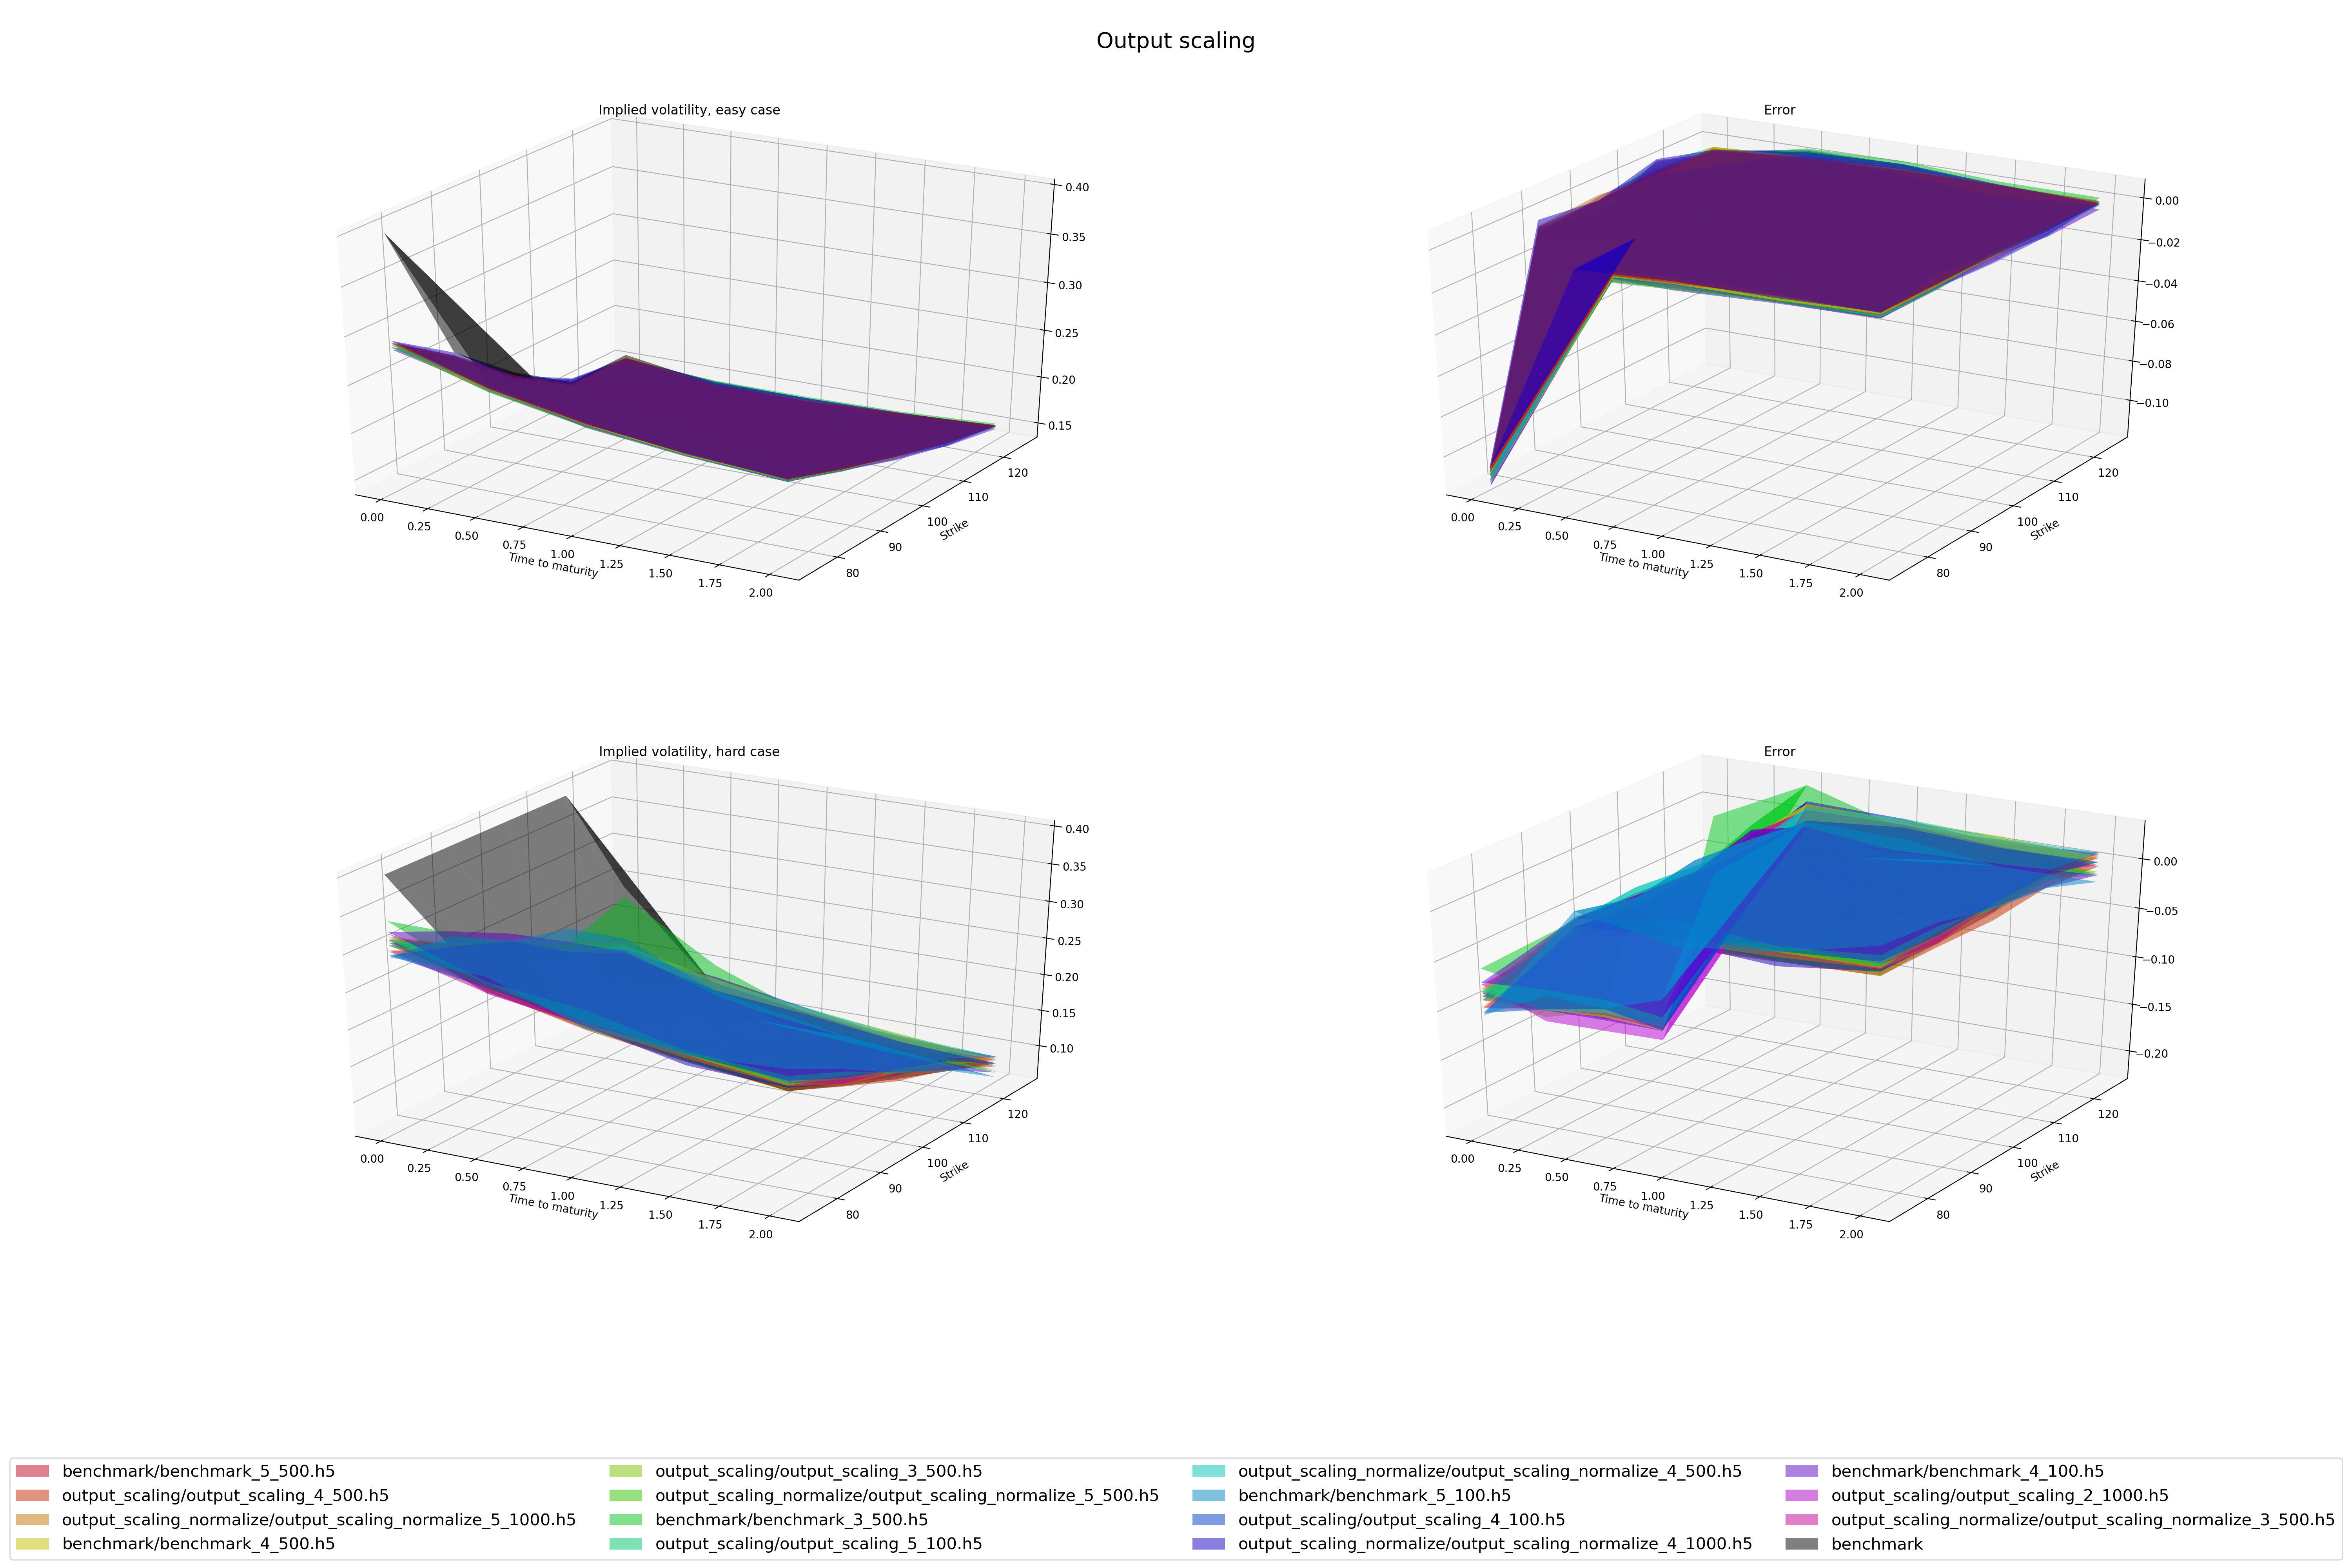 Output scaling
Implied volatility, easy case
0.40
0.35
0.30
0.25
0.20
0.15
120
110
100
90
80
Strike
0.00
0.25
0.50
0.75
1.00
1.25
1.50
1.75
2.00
Time to maturity
Error
0.00
−0.02
−0.04
−0.06
−0.08
−0.10
120
110
100
90
80
Strike
0.00
0.25
0.50
0.75
1.00
1.25
1.50
1.75
2.00
Time to maturity
Implied volatility, hard case
0.40
0.35
0.30
0.25
0.20
0.15
0.10
120
110
100
90
80
Strike
0.00
0.25
0.50
0.75
1.00
1.25
1.50
1.75
2.00
Time to maturity
Error
0.00
−0.05
−0.10
−0.15
−0.20
120
110
100
90
80
Strike
0.00
0.25
0.50
0.75
1.00
1.25
1.50
1.75
2.00
Time to maturity
benchmark/benchmark_5_500.h5
output_scaling/output_scaling_4_500.h5
output_scaling_normalize/output_scaling_normalize_5_1000.h5
benchmark/benchmark_4_500.h5
output_scaling/output_scaling_3_500.h5
output_scaling_normalize/output_scaling_normalize_5_500.h5
benchmark/benchmark_3_500.h5
output_scaling/output_scaling_5_100.h5
output_scaling_normalize/output_scaling_normalize_4_500.h5
benchmark/benchmark_5_100.h5
output_scaling/output_scaling_4_100.h5
output_scaling_normalize/output_scaling_normalize_4_1000.h5
benchmark/benchmark_4_100.h5
output_scaling/output_scaling_2_1000.h5
output_scaling_normalize/output_scaling_normalize_3_500.h5
benchmark